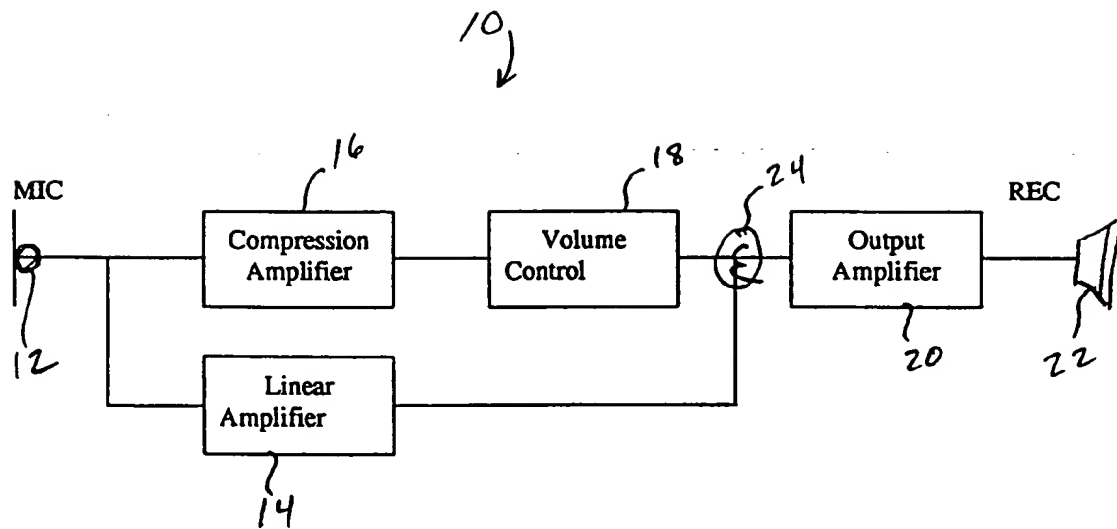 10
16
18
24
MIC
REC
Compression
Amplifier
Volume
Control
Σ
Output
Amplifier
12
20
22
Linear
Amplifier
14